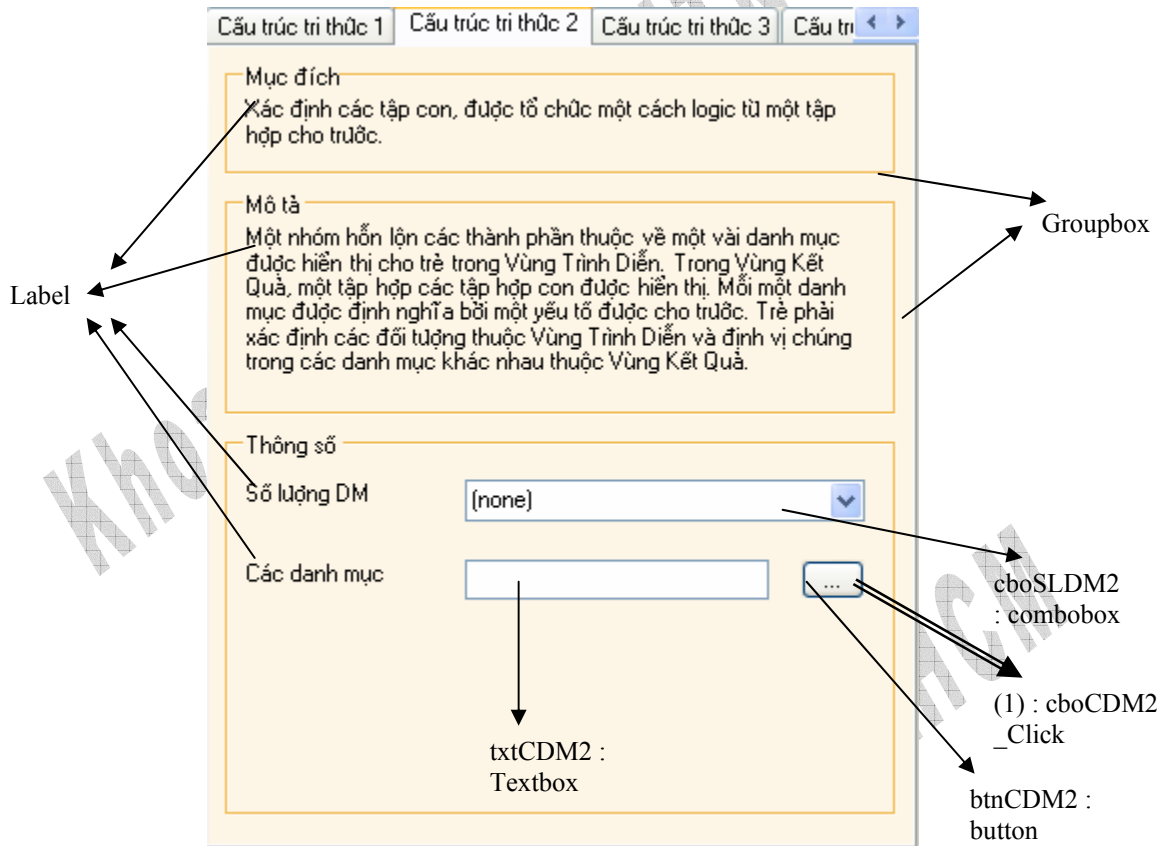 Cấu trúc tri thức 1
Cấu trúc tri thức 2
Cấu trúc tri thức 3
Cấu
Mục đích
Xác định các tập con, được tổ chức một cách logic từ một tập
hợp cho trước.
Mô tả
Một nhóm hỗn lộn các thành phần thuộc về một vài danh mục
được hiển thị cho trẻ trong Vùng Trình Diễn. Trong Vùng Kết
Quả, một tập hợp các tập hợp con được hiển thị. Mỗi một danh
mục được định nghĩa bởi một yếu tố được cho trước. Trẻ phải
xác định các đối tượng thuộc Vùng Trình Diễn và định vị chúng
trong các danh mục khác nhau thuộc Vùng Kết Quả.
Groupbox
Label
Thông số
Số lượng DM
(none)
Các danh mục
...
cboSLDM2
: combobox
(1) : cboCDM2
_Click
txtCDM2 :
Textbox
btnCDM2 :
button
HCM